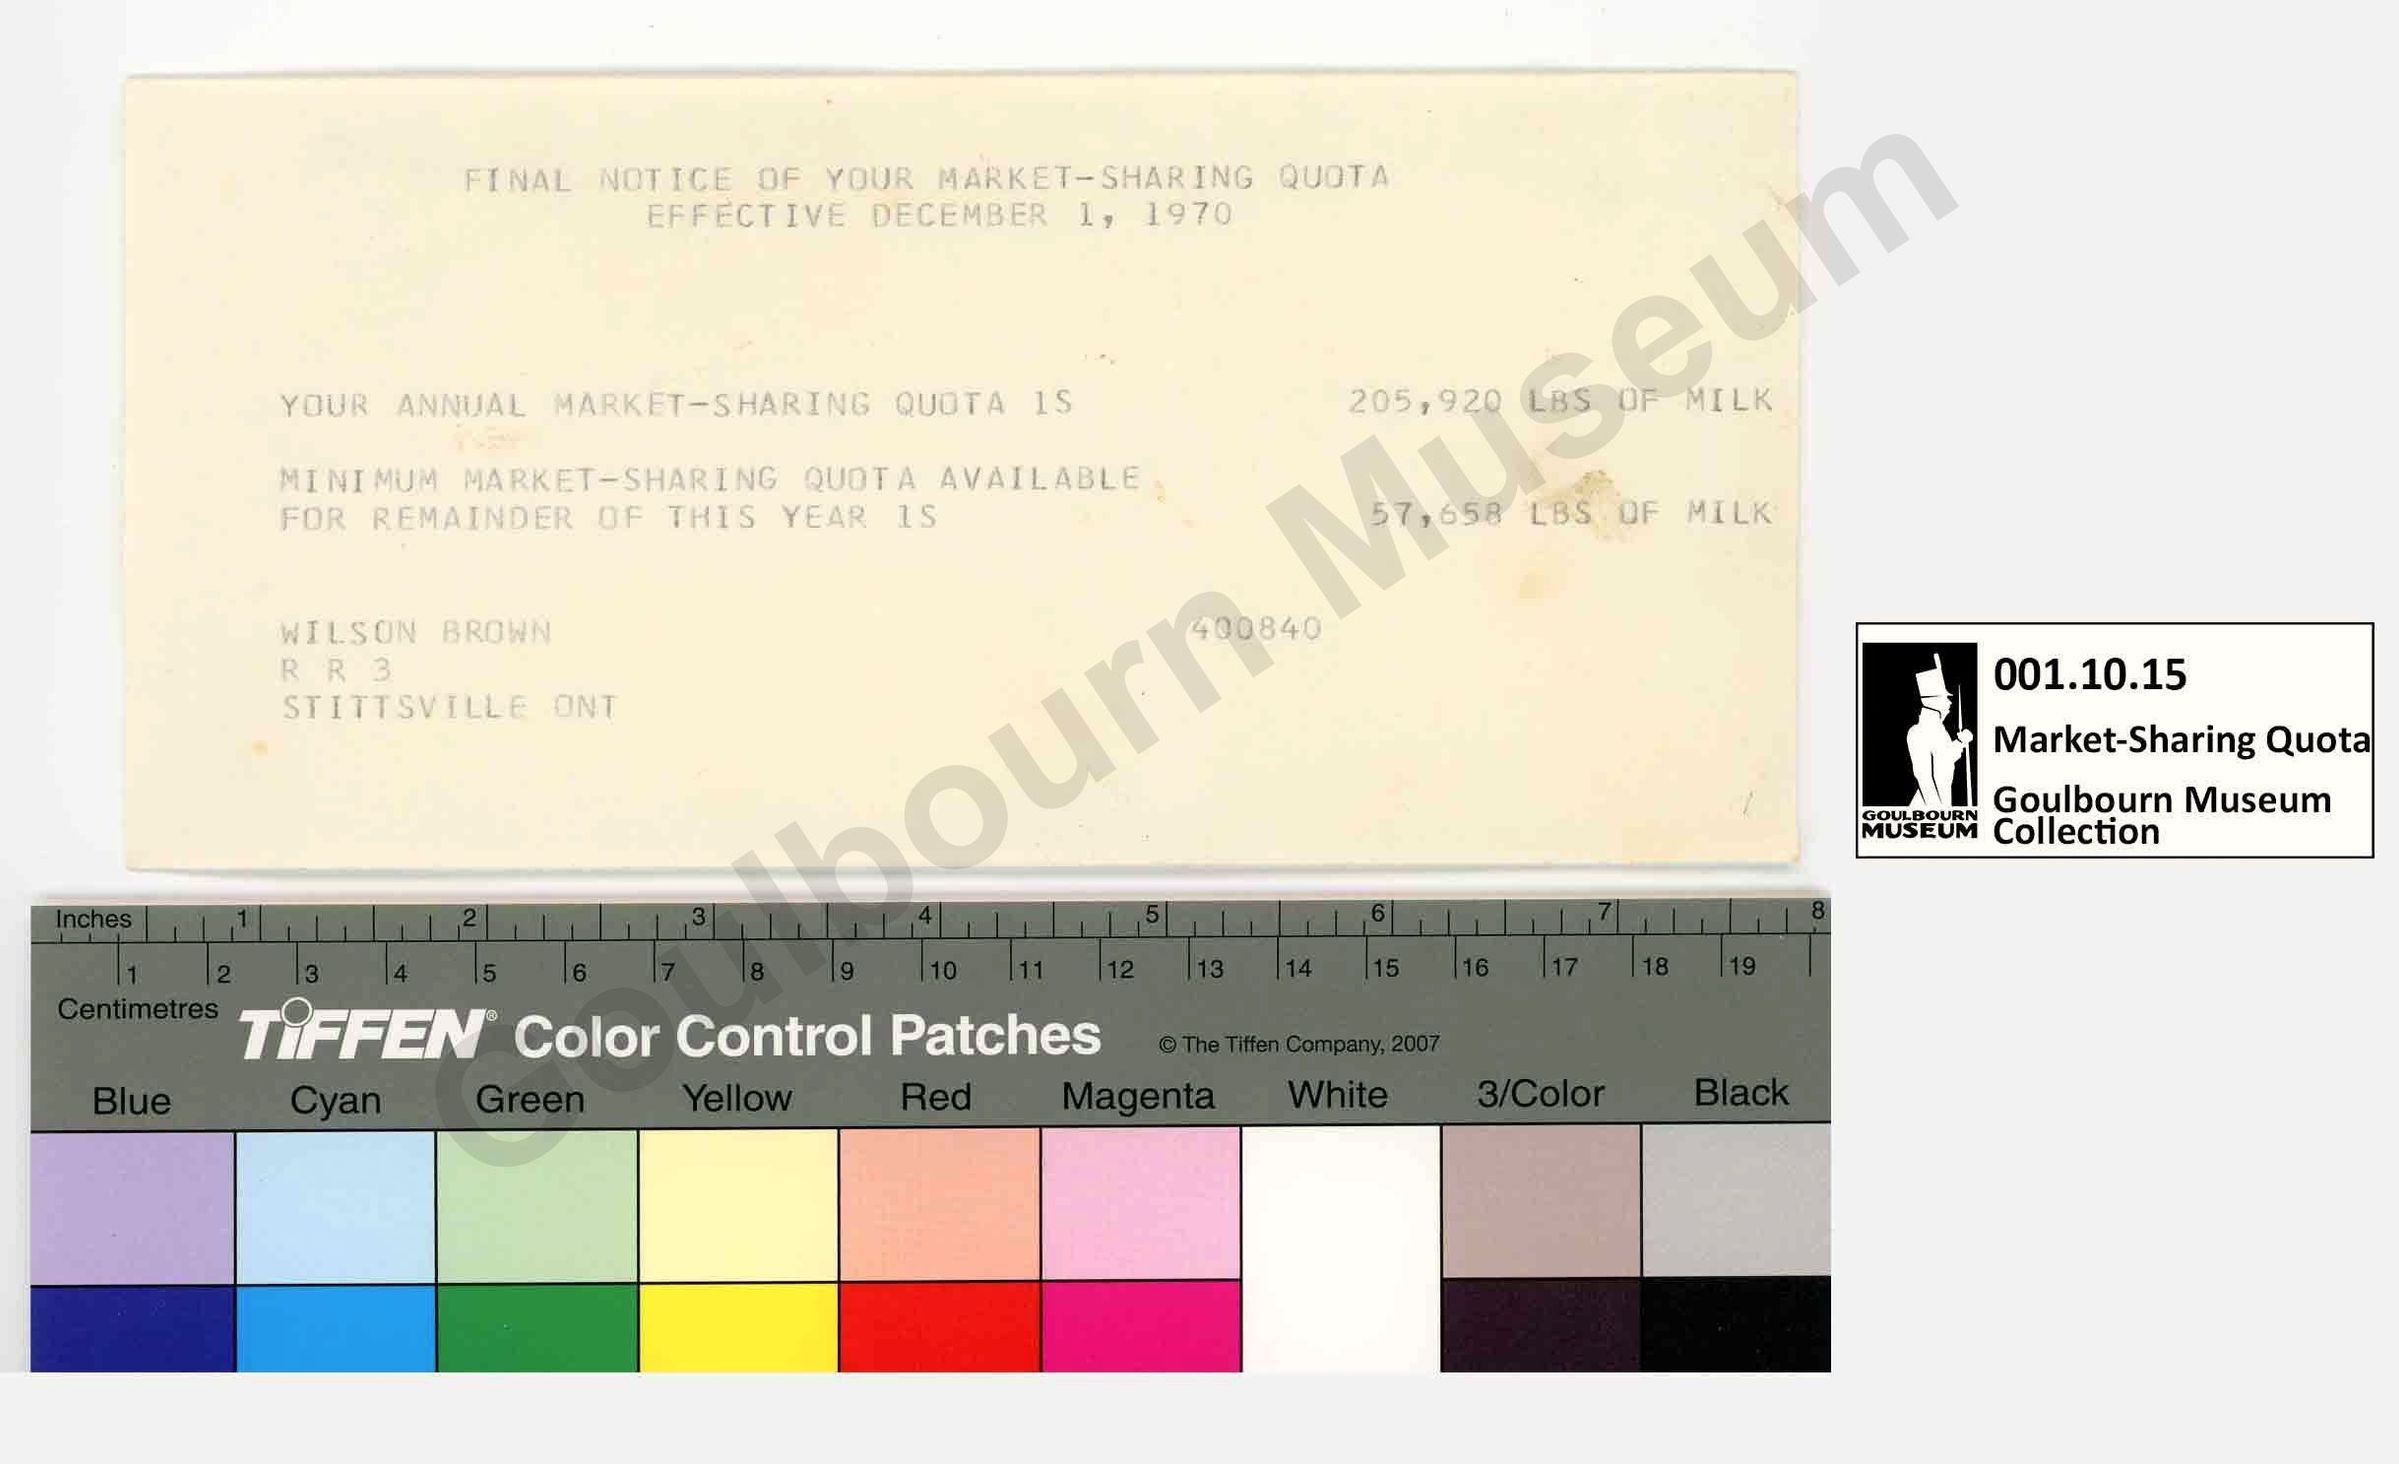 FINAL NOTICE OF YOUR MARKET-SHARING QUOTA
EFFECTIVE DECEMBER 1, 1970
YOUR ANNUAL MARKET-SHARING QUOTA 1S 205,920 LBS OF MILK
MINIMUM MARKET-SHARING QUOTA AVAILABLE
FOR REMAINDER OF THIS YEAR 1S 57,658 LBS OF MILK
WILSON BROWN 400840
R R 3
STITTSVILLE ONT
Goulbourn Museum
001.10.15
Market-Sharing Quota
Goulbourn Museum
Collection
GOULBOURN
MUSEUM
Inches 1 2 3 4 5 6 7 8
1 2 3 4 5 6 7 8 9 10 11 12 13 14 15 16 17 18 19
Centimetres
TIFFEN® Color Control Patches © The Tiffen Company, 2007
Blue Cyan Green Yellow Red Magenta White 3/Color Black